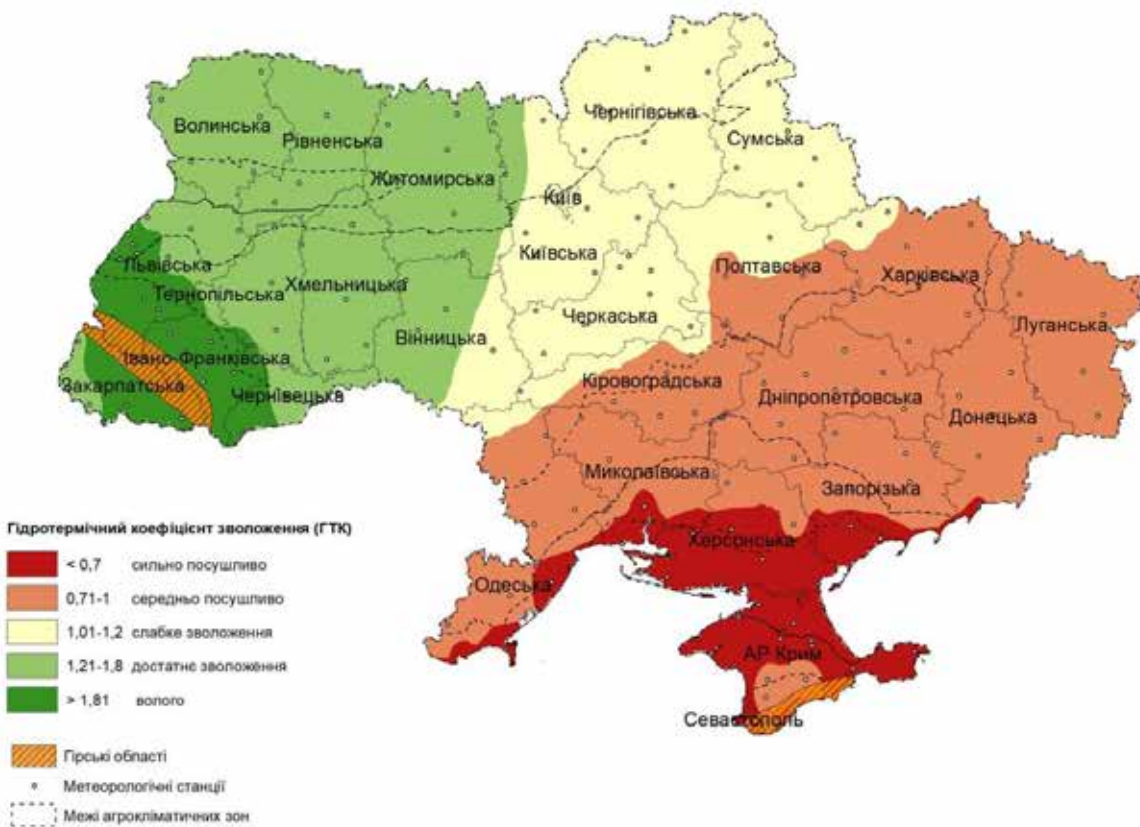 Чернігівська
Сумська
Волинська
Рівненська
Житомирська
Київ
Київська
Львівська
Тернопільська
Хмельницька
Вінницька
Черкаська
Полтавська
Харківська
Луганська
Івано-Франківська
Закарпатська
Чернівецька
Кіровоградська
Дніпропетровська
Донецька
Миколаївська
Запорізька
Херсонська
Одеська
АР Крим
Севастополь
Гідротермічний коефіцієнт зволоження (ГТК)
< 0,7 сильно посушливо
0,71-1 середньо посушливо
1,01-1,2 слабке зволоження
1,21-1,8 достатнє зволоження
> 1,81 волого
Гірські області
Метеорологічні станції
Межі агрокліматичних зон